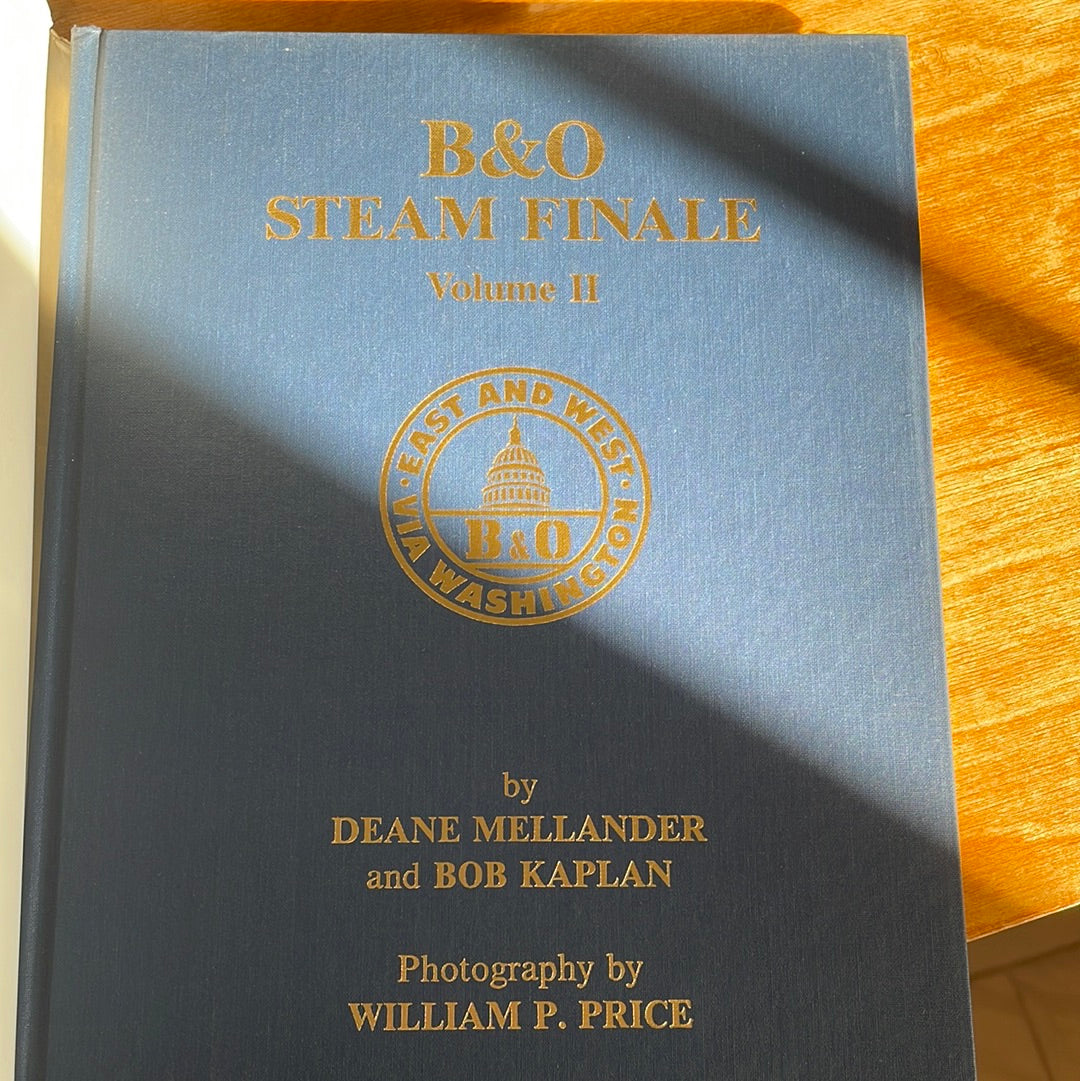 B&O
STEAM FINALE
Volume II
· EAST AND WEST ·
VIA WASHINGTON
B & O
by
DEANE MELLANDER
and BOB KAPLAN
Photography by
WILLIAM P. PRICE